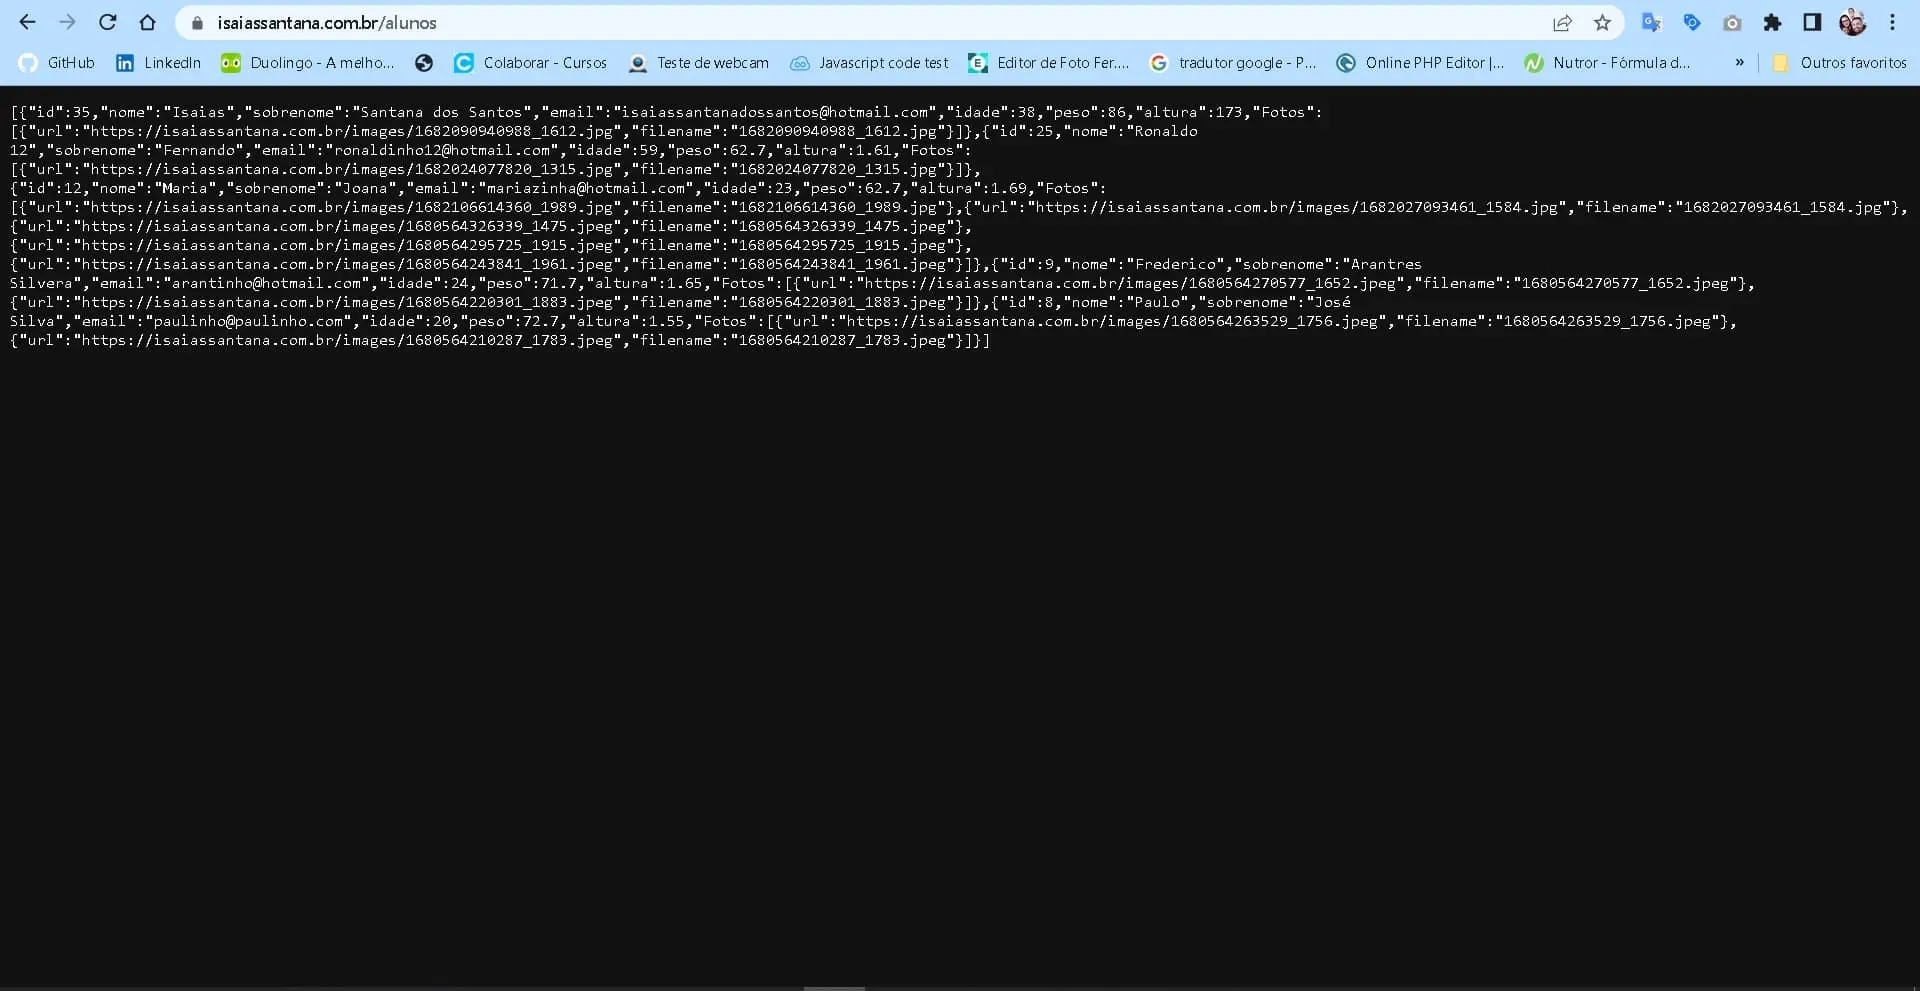 isaiassantana.com.br/alunos
GitHub LinkedIn Duolingo - A melho... Colaborar - Cursos Teste de webcam Javascript code test Editor de Foto Fer.... tradutor google - P... Online PHP Editor |... Nutror - Fórmula d... » Outros favoritos
[{"id":35,"nome":"Isaias","sobrenome":"Santana dos Santos","email":"isaiassantanadossantos@hotmail.com","idade":38,"peso":86,"altura":173,"Fotos":
[{"url":"https://isaiassantana.com.br/images/1682090940988_1612.jpg","filename":"1682090940988_1612.jpg"}]},{"id":25,"nome":"Ronaldo
12","sobrenome":"Fernando","email":"ronaldinho12@hotmail.com","idade":59,"peso":62.7,"altura":1.61,"Fotos":
[{"url":"https://isaiassantana.com.br/images/1682024077820_1315.jpg","filename":"1682024077820_1315.jpg"}]},
{"id":12,"nome":"Maria","sobrenome":"Joana","email":"mariazinha@hotmail.com","idade":23,"peso":62.7,"altura":1.69,"Fotos":
[{"url":"https://isaiassantana.com.br/images/1682106614360_1989.jpg","filename":"1682106614360_1989.jpg"},{"url":"https://isaiassantana.com.br/images/1682027093461_1584.jpg","filename":"1682027093461_1584.jpg"},
{"url":"https://isaiassantana.com.br/images/1680564326339_1475.jpeg","filename":"1680564326339_1475.jpeg"},
{"url":"https://isaiassantana.com.br/images/1680564295725_1915.jpeg","filename":"1680564295725_1915.jpeg"},
{"url":"https://isaiassantana.com.br/images/1680564243841_1961.jpeg","filename":"1680564243841_1961.jpeg"}]},{"id":9,"nome":"Frederico","sobrenome":"Arantres
Silvera","email":"arantinho@hotmail.com","idade":24,"peso":71.7,"altura":1.65,"Fotos":[{"url":"https://isaiassantana.com.br/images/1680564270577_1652.jpeg","filename":"1680564270577_1652.jpeg"},
{"url":"https://isaiassantana.com.br/images/1680564220301_1883.jpeg","filename":"1680564220301_1883.jpeg"}]},{"id":8,"nome":"Paulo","sobrenome":"José
Silva","email":"paulinho@paulinho.com","idade":20,"peso":72.7,"altura":1.55,"Fotos":[{"url":"https://isaiassantana.com.br/images/1680564263529_1756.jpeg","filename":"1680564263529_1756.jpeg"},
{"url":"https://isaiassantana.com.br/images/1680564210287_1783.jpeg","filename":"1680564210287_1783.jpeg"}]}]